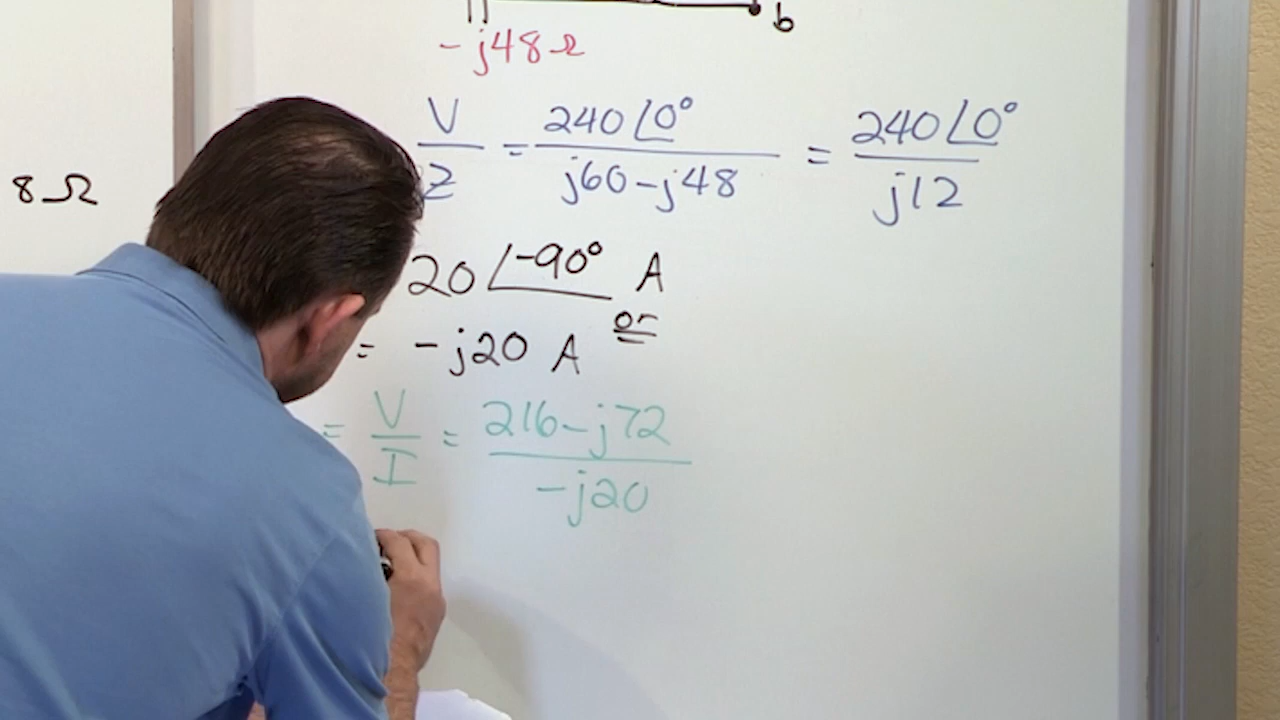 b
-j48Ω
8Ω
V/Z = 240∠0°/j60-j48 = 240∠0°/j12
20∠-90° A
or
= -j20 A
= V/I = 216-j72/-j20